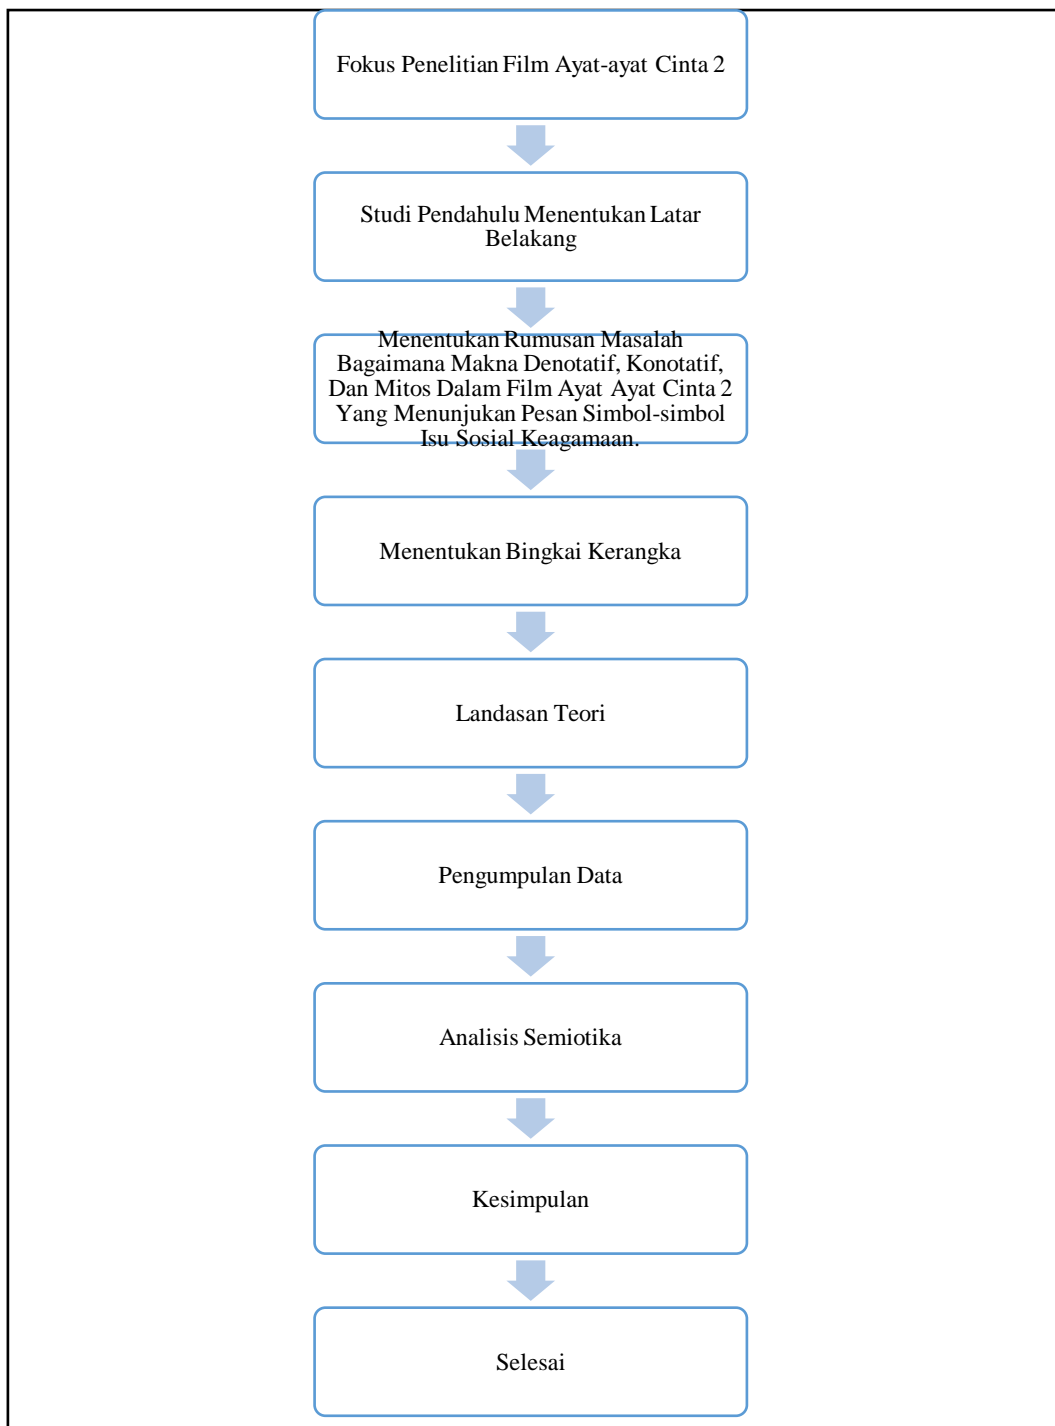 Fokus Penelitian Film Ayat-ayat Cinta 2
Studi Pendahulu Menentukan Latar
Belakang
Menentukan Rumusan Masalah
Bagaimana Makna Denotatif, Konotatif,
Dan Mitos Dalam Film Ayat Ayat Cinta 2
Yang Menunjukan Pesan Simbol-simbol
Isu Sosial Keagamaan.
Menentukan Bingkai Kerangka
Landasan Teori
Pengumpulan Data
Analisis Semiotika
Kesimpulan
Selesai